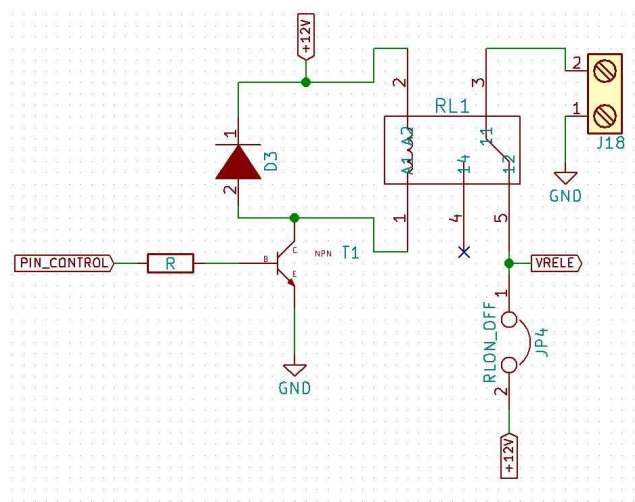 +12V
2
3
2
1
J18
GND
RL1
A1 A2
11
14
12
1
D3
2
1
4
5
PIN_CONTROL
R
B
C
E
NPN
T1
GND
VRELE
1
RLON_OFF
JP4
2
+12V